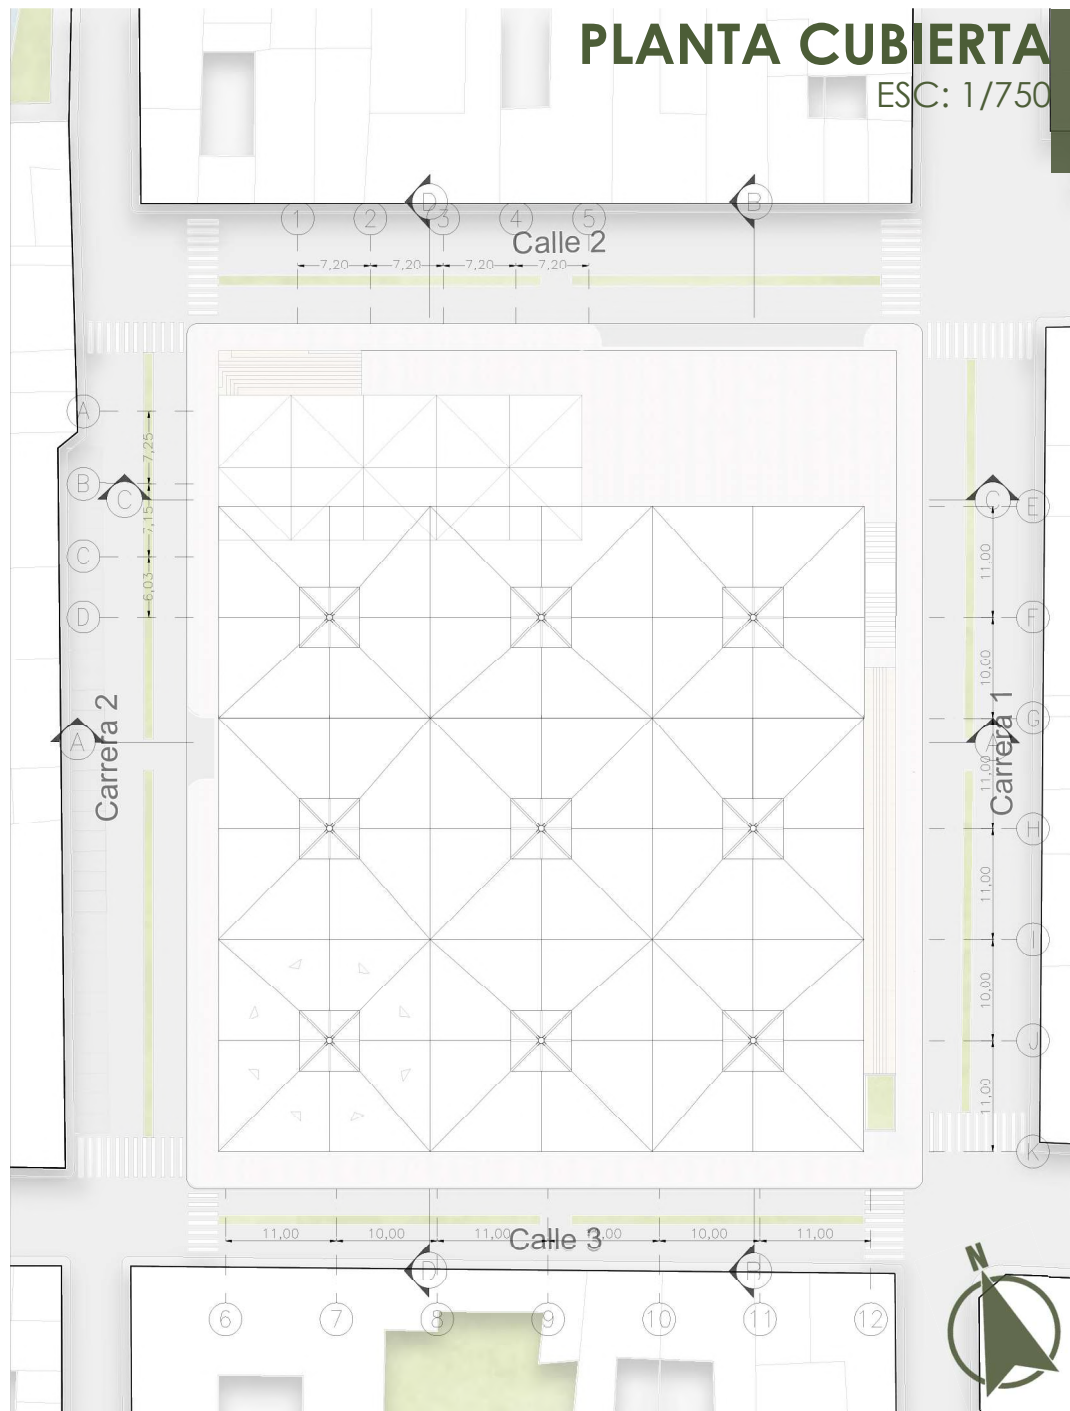 PLANTA CUBIERTA
ESC: 1/750
D B
1 2 3 4 5
Calle 2
7,20 7,20 7,20 7,20
A
7,25
B
C
7,15
C
6,03
D
C
E
11,00
F
10,00
G
Carrera 2
A
A
Carrera 1
11,00
H
11,00
I
10,00
J
11,00
K
11,00 10,00 11,00 10,00 11,00
Calle 3
D B
6 7 8 9 10 11 12
N